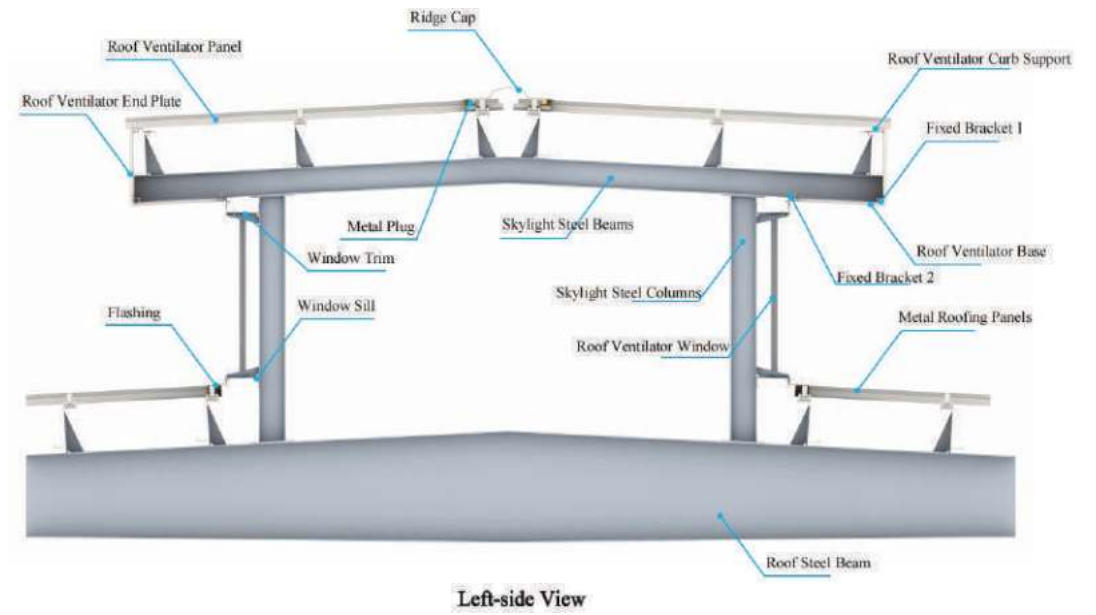 Ridge Cap
Roof Ventilator Panel
Roof Ventilator Curb Support
Roof Ventilator End Plate
Fixed Bracket 1
Metal Plug
Skylight Steel Beams
Window Trim
Roof Ventilator Base
Fixed Bracket 2
Skylight Steel Columns
Flashing
Window Sill
Metal Roofing Panels
Roof Ventilator Window
Roof Steel Beam
Left-side View